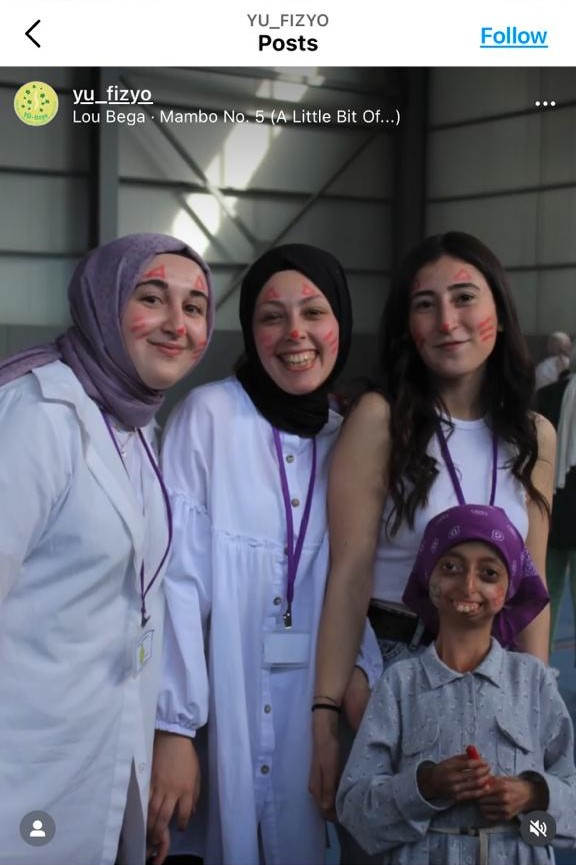 YU_FIZYO
Posts
Follow
yu_fizyo
Lou Bega · Mambo No. 5 (A Little Bit Of...)